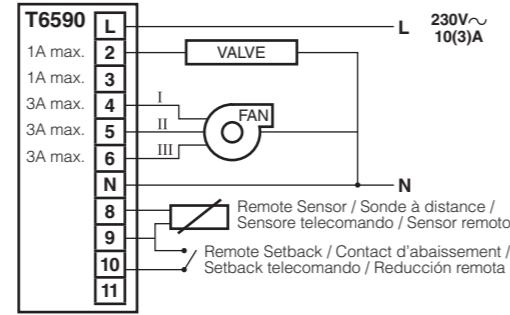 T6590
L
L
230V~
10(3)A
1A max.
2
VALVE
1A max.
3
3A max.
4
I
FAN
3A max.
5
II
3A max.
6
III
N
N
8
Remote Sensor / Sonde à distance /
Sensore telecomando / Sensor remoto
9
Remote Setback / Contact d'abaissement /
10
Setback telecomando / Reducción remota
11